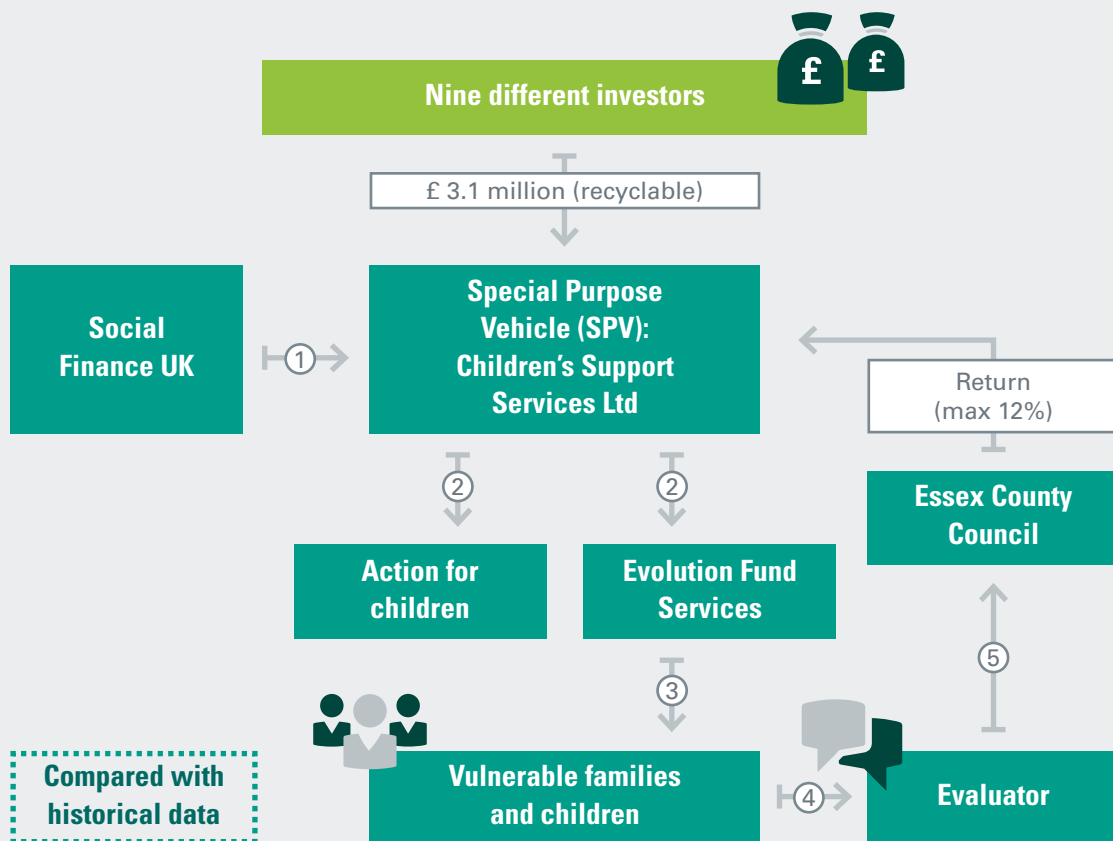 £
£
Nine different investors
£ 3.1 million (recyclable)
Social
Finance UK
1
Special Purpose
Vehicle (SPV):
Children’s Support
Services Ltd
Return
(max 12%)
2
2
Essex County
Council
Action for
children
Evolution Fund
Services
3
5
Compared with
historical data
Vulnerable families
and children
4
Evaluator